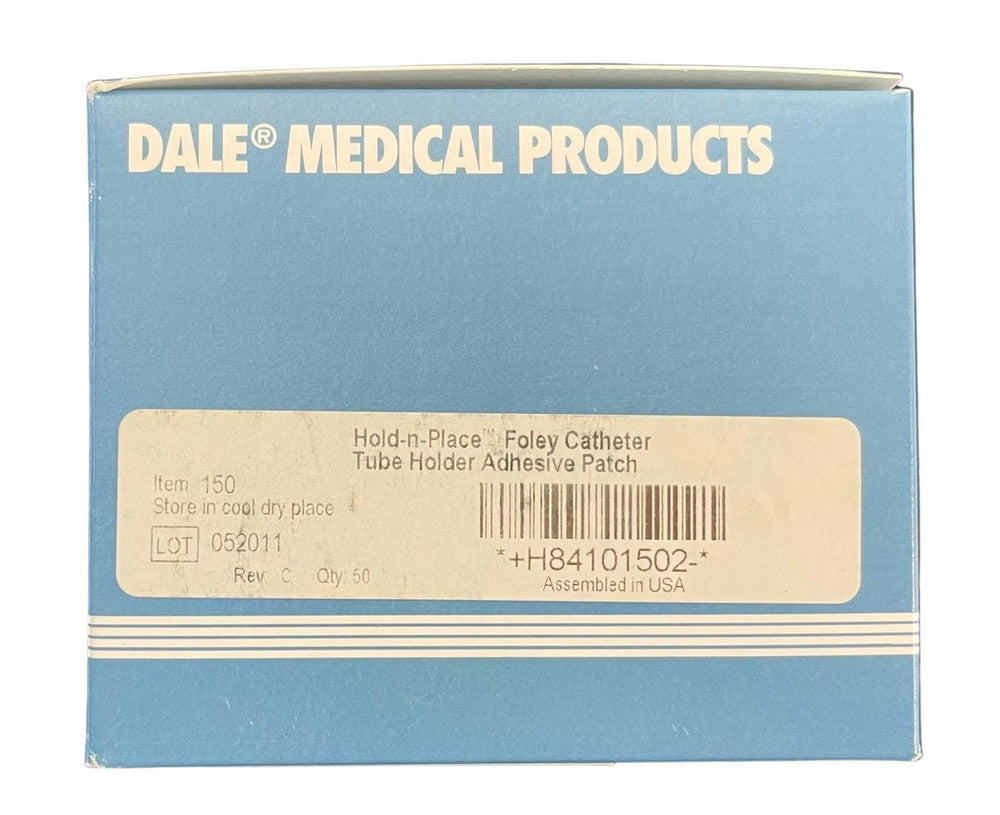 DALE® MEDICAL PRODUCTS
Hold-n-Place™ Foley Catheter
Tube Holder Adhesive Patch
Item 150
Store in cool dry place
LOT 052011
Rev: C Qty: 50
*+H84101502-*
Assembled in USA